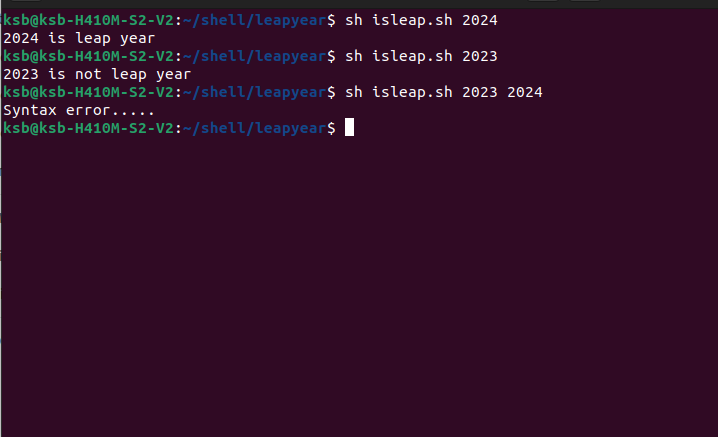 ksb@ksb-H410M-S2-V2:~/shell/leapyear$ sh isleap.sh 2024
2024 is leap year
ksb@ksb-H410M-S2-V2:~/shell/leapyear$ sh isleap.sh 2023
2023 is not leap year
ksb@ksb-H410M-S2-V2:~/shell/leapyear$ sh isleap.sh 2023 2024
Syntax error.....
ksb@ksb-H410M-S2-V2:~/shell/leapyear$